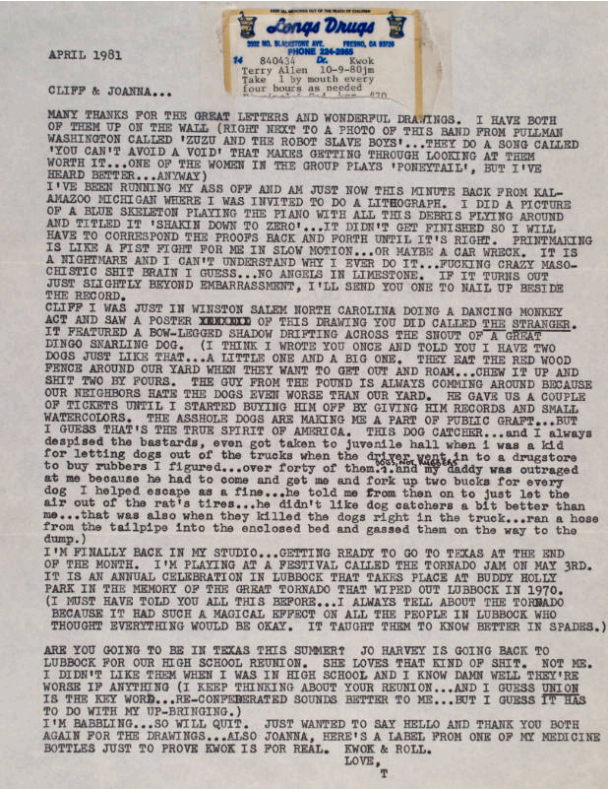 KEEP ALL MEDICINES OUT OF THE REACH OF CHILDREN
Longs Drugs
2002 NO. BLACKSTONE AVE. FRESNO, CA 93726
PHONE 224-2965
14 840434 Dr. Kwok
Terry Allen 10-9-80jm
Take 1 by mouth every
four hours as needed
APRIL 1981
CLIFF & JOANNA...
MANY THANKS FOR THE GREAT LETTERS AND WONDERFUL DRAWINGS. I HAVE BOTH
OF THEM UP ON THE WALL (RIGHT NEXT TO A PHOTO OF THIS BAND FROM PULLMAN
WASHINGTON CALLED 'ZUZU AND THE ROBOT SLAVE BOYS'...THEY DO A SONG CALLED
'YOU CAN'T AVOID A VOID' THAT MAKES GETTING THROUGH LOOKING AT THEM
WORTH IT...ONE OF THE WOMEN IN THE GROUP PLAYS 'PONEYTAIL', BUT I'VE
HEARD BETTER...ANYWAY)
I'VE BEEN RUNNING MY ASS OFF AND AM JUST NOW THIS MINUTE BACK FROM KAL-
AMAZOO MICHIGAN WHERE I WAS INVITED TO DO A LITHOGRAPH. I DID A PICTURE
OF A BLUE SKELETON PLAYING THE PIANO WITH ALL THIS DEBRIS FLYING AROUND
AND TITLED IT 'SHAKIN DOWN TO ZERO'...IT DIDN'T GET FINISHED SO I WILL
HAVE TO CORRESPOND THE PROOFS BACK AND FORTH UNTIL IT'S RIGHT. PRINTMAKING
IS LIKE A FIST FIGHT FOR ME IN SLOW MOTION...OR MAYBE A CAR WRECK. IT IS
A NIGHTMARE AND I CAN'T UNDERSTAND WHY I EVER DO IT...FUCKING CRAZY MASO-
CHISTIC SHIT BRAIN I GUESS...NO ANGELS IN LIMESTONE. IF IT TURNS OUT
JUST SLIGHTLY BEYOND EMBARRASSMENT, I'LL SEND YOU ONE TO NAIL UP BESIDE
THE RECORD.
CLIFF I WAS JUST IN WINSTON SALEM NORTH CAROLINA DOING A DANCING MONKEY
ACT AND SAW A POSTER OF THIS DRAWING YOU DID CALLED THE STRANGER.
IT FEATURED A BOW-LEGGED SHADOW DRIFTING ACROSS THE SNOUT OF A GREAT
DINGO SNARLING DOG. (I THINK I WROTE YOU ONCE AND TOLD YOU I HAVE TWO
DOGS JUST LIKE THAT...A LITTLE ONE AND A BIG ONE. THEY EAT THE RED WOOD
FENCE AROUND OUR YARD WHEN THEY WANT TO GET OUT AND ROAM...CHEW IT UP AND
SHIT TWO BY FOURS. THE GUY FROM THE POUND IS ALWAYS COMMING AROUND BECAUSE
OUR NEIGHBORS HATE THE DOGS EVEN WORSE THAN OUR YARD. HE GAVE US A COUPLE
OF TICKETS UNTIL I STARTED BUYING HIM OFF BY GIVING HIM RECORDS AND SMALL
WATERCOLORS. THE ASSHOLE DOGS ARE MAKING ME A PART OF PUBLIC GRAFT...BUT
I GUESS THAT'S THE TRUE SPIRIT OF AMERICA. THIS DOG CATCHER...and I always
despised the bastards, even got taken to juvenile hall when i was a kid
for letting dogs out of the trucks when the driver went in to a drugstore
to buy rubbers I figured...over forty of them...and my daddy was outraged
DOGS, NOT RUBBERS
at me because he had to come and get me and fork up two bucks for every
dog I helped escape as a fine...he told me from then on to just let the
air out of the rat's tires...he didn't like dog catchers a bit better than
me...that was also when they killed the dogs right in the truck...ran a hose
from the tailpipe into the enclosed bed and gassed them on the way to the
dump.)
I'M FINALLY BACK IN MY STUDIO...GETTING READY TO GO TO TEXAS AT THE END
OF THE MONTH. I'M PLAYING AT A FESTIVAL CALLED THE TORNADO JAM ON MAY 3RD.
IT IS AN ANNUAL CELEBRATION IN LUBBOCK THAT TAKES PLACE AT BUDDY HOLLY
PARK IN THE MEMORY OF THE GREAT TORNADO THAT WIPED OUT LUBBOCK IN 1970.
(I MUST HAVE TOLD YOU ALL THIS BEFORE...I ALWAYS TELL ABOUT THE TORNADO
BECAUSE IT HAD SUCH A MAGICAL EFFECT ON ALL THE PEOPLE IN LUBBOCK WHO
THOUGHT EVERYTHING WOULD BE OKAY. IT TAUGHT THEM TO KNOW BETTER IN SPADES.)
ARE YOU GOING TO BE IN TEXAS THIS SUMMER? JO HARVEY IS GOING BACK TO
LUBBOCK FOR OUR HIGH SCHOOL REUNION. SHE LOVES THAT KIND OF SHIT. NOT ME.
I DIDN'T LIKE THEM WHEN I WAS IN HIGH SCHOOL AND I KNOW DAMN WELL THEY'RE
WORSE IF ANYTHING (I KEEP THINKING ABOUT YOUR REUNION...AND I GUESS UNION
IS THE KEY WORD...RE-CONFEDERATED SOUNDS BETTER TO ME...BUT I GUESS IT HAS
TO DO WITH MY UP-BRINGING.)
I'M BABBLING...SO WILL QUIT. JUST WANTED TO SAY HELLO AND THANK YOU BOTH
AGAIN FOR THE DRAWINGS...ALSO JOANNA, HERE'S A LABEL FROM ONE OF MY MEDICINE
BOTTLES JUST TO PROVE KWOK IS FOR REAL. KWOK & ROLL.
LOVE,
T